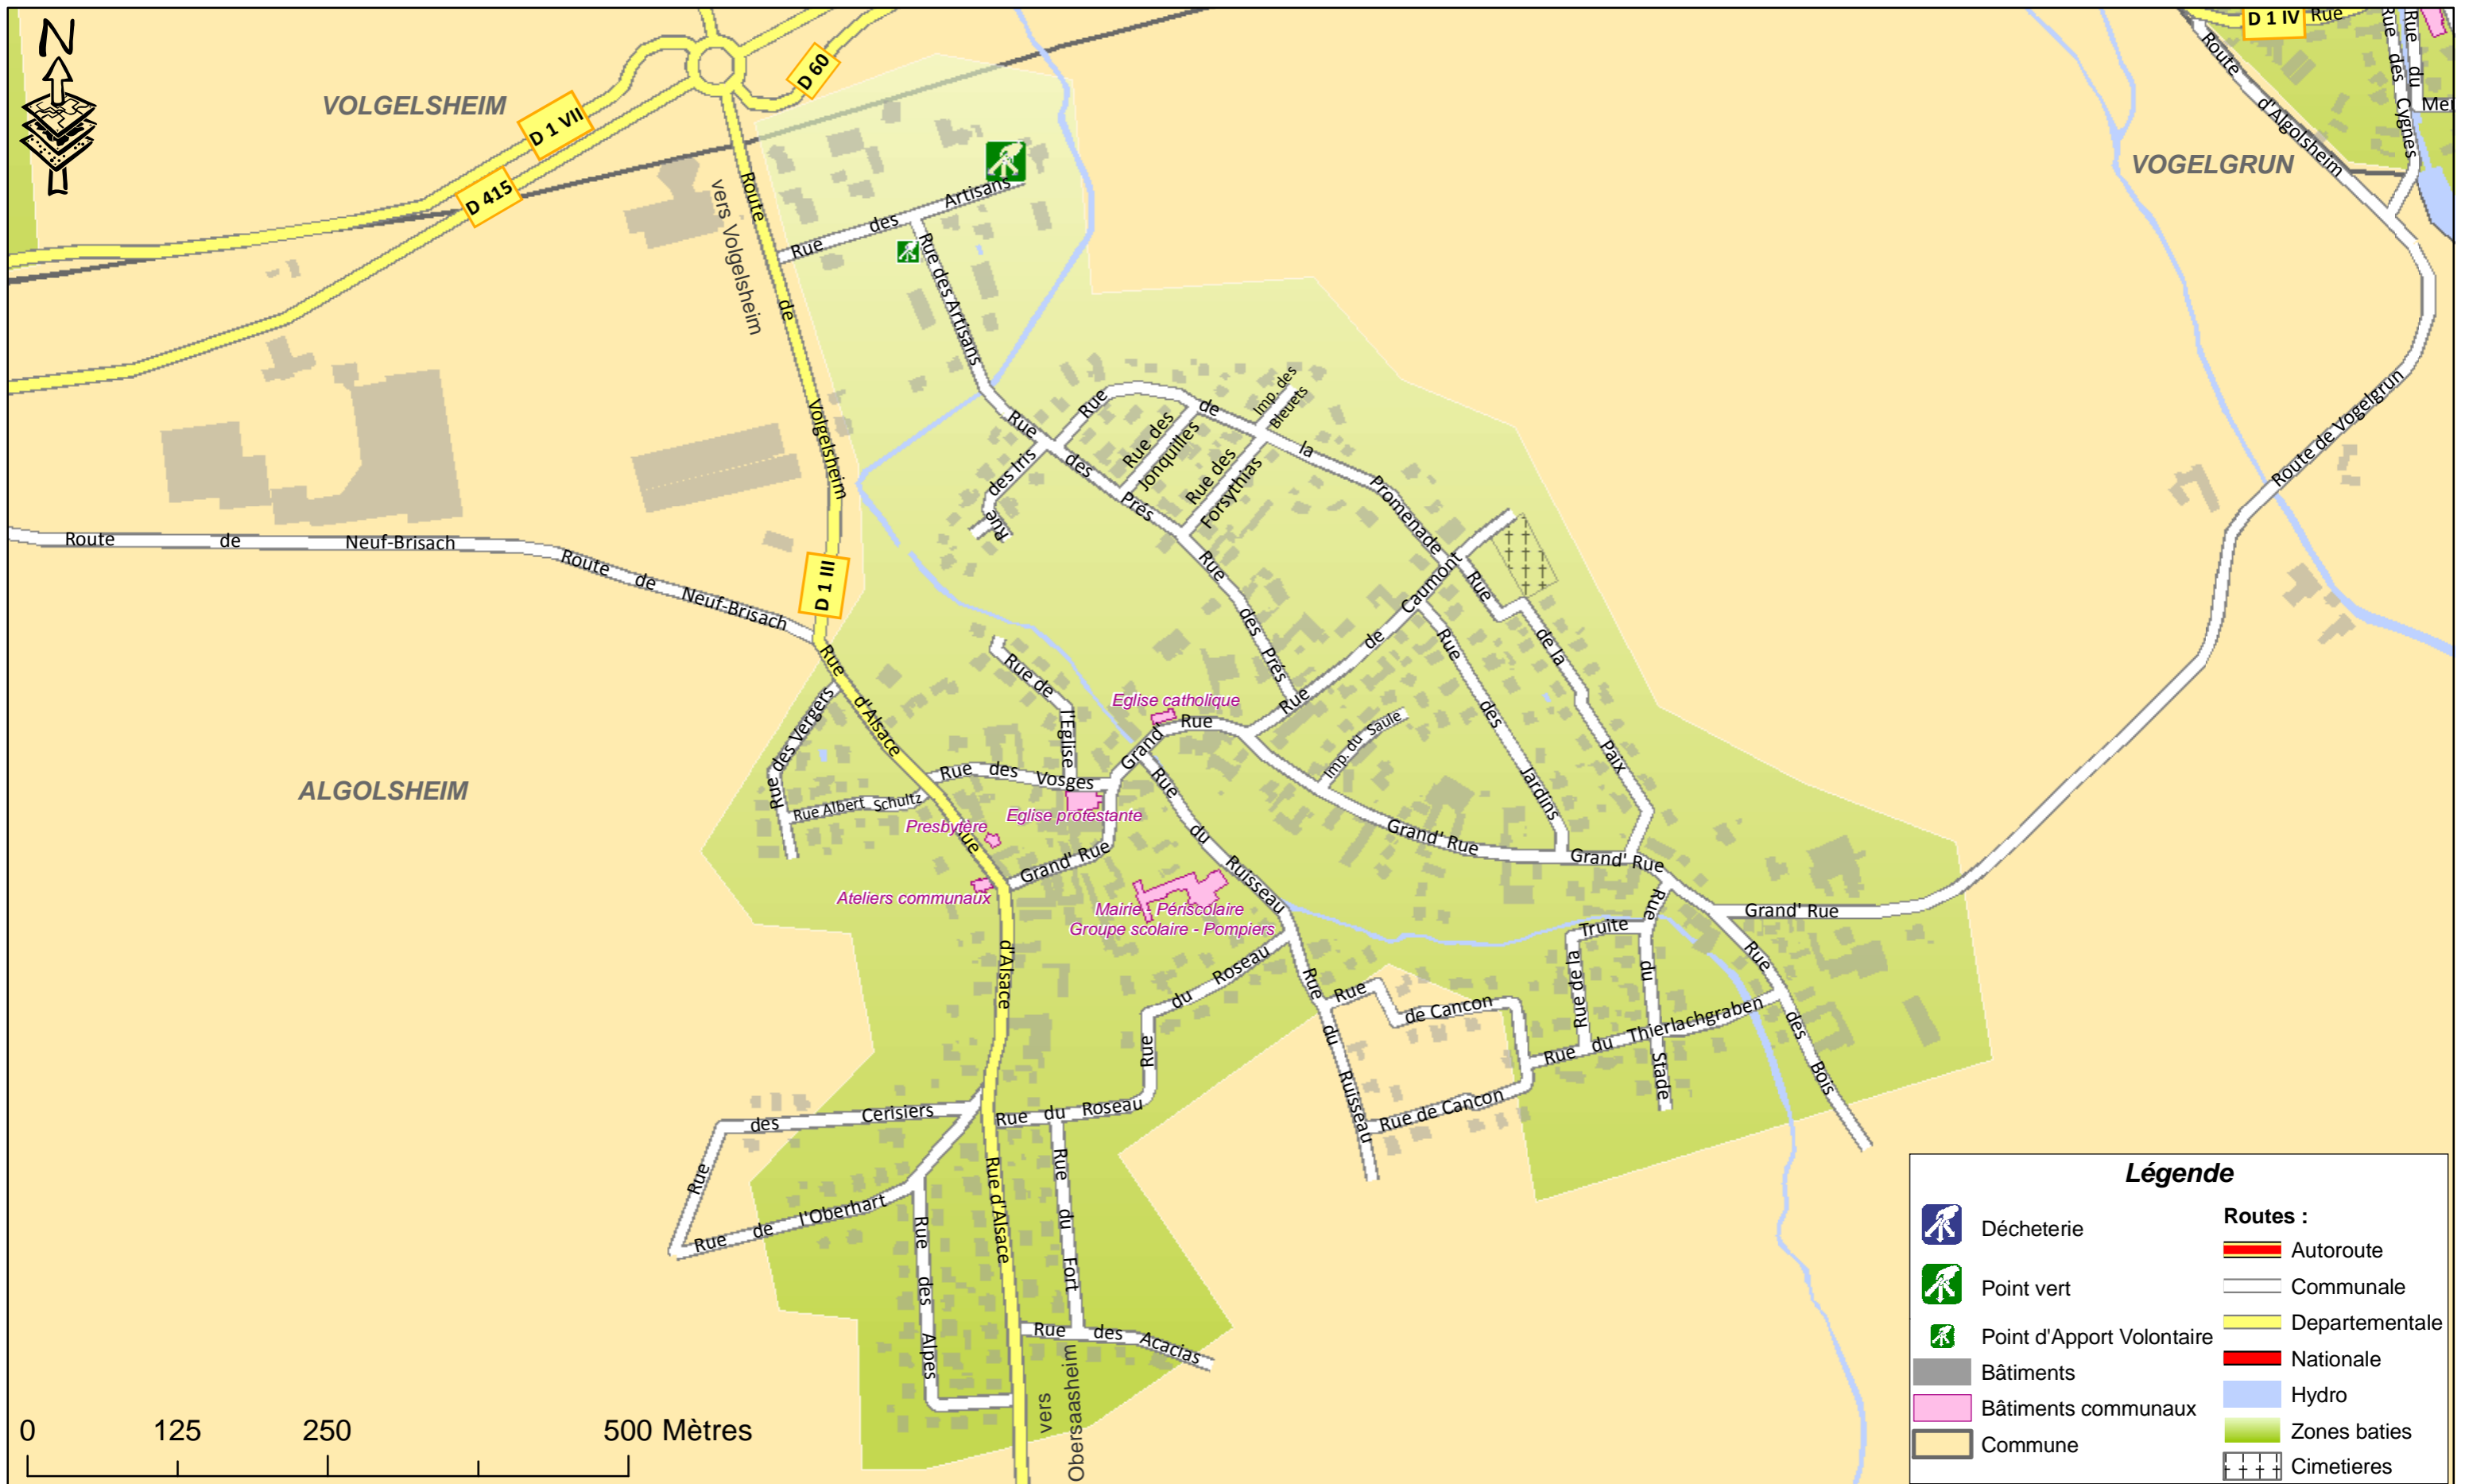 N
VOLGELSHEIM
D 1 VII
D 415
D 60
D 1 IV
Rue
Rue des Cygnes
Rue du
Mei
Route d'Algolsheim
VOGELGRUN
Route de Volgelsheim
vers Volgelsheim
Rue des Artisans
Rue des Artisans
Route de Vogelgrun
Rue de la Promenade
Imp. des
Bleuets
Rue des
Jonquilles
Rue des
Forsythias
Rue des Iris
Rue des Prés
Rue des Prés
Route de Neuf-Brisach
Route de Neuf-Brisach
D 1 III
Rue de Caumont
Rue de la Paix
Rue des Jardins
Rue d'Alsace
Rue des Vergers
Rue de l'Eglise
Eglise catholique
Grand' Rue
Imp. du Saule
ALGOLSHEIM
Rue des Vosges
Rue Albert Schultz
Presbytère
Eglise protestante
Rue d'Alsace
Grand' Rue
Ateliers communaux
Rue du Ruisseau
Mairie - Périscolaire
Groupe scolaire - Pompiers
Grand' Rue
Grand' Rue
Grand' Rue
Rue du Stade
Rue de la Truite
Rue des Bois
Rue du Roseau
Rue du Ruisseau
Rue de Cancon
Rue du Thierlachgraben
Rue de Cancon
Rue des Cerisiers
Rue du Roseau
Rue de l'Oberhart
Rue des Alpes
Rue d'Alsace
Rue du Fort
Rue des Acacias
vers
Obersaasheim
0 125 250 500 Mètres
Légende
Décheterie
Point vert
Point d'Apport Volontaire
Bâtiments
Bâtiments communaux
Commune
Routes :
Autoroute
Communale
Departementale
Nationale
Hydro
Zones baties
Cimetieres